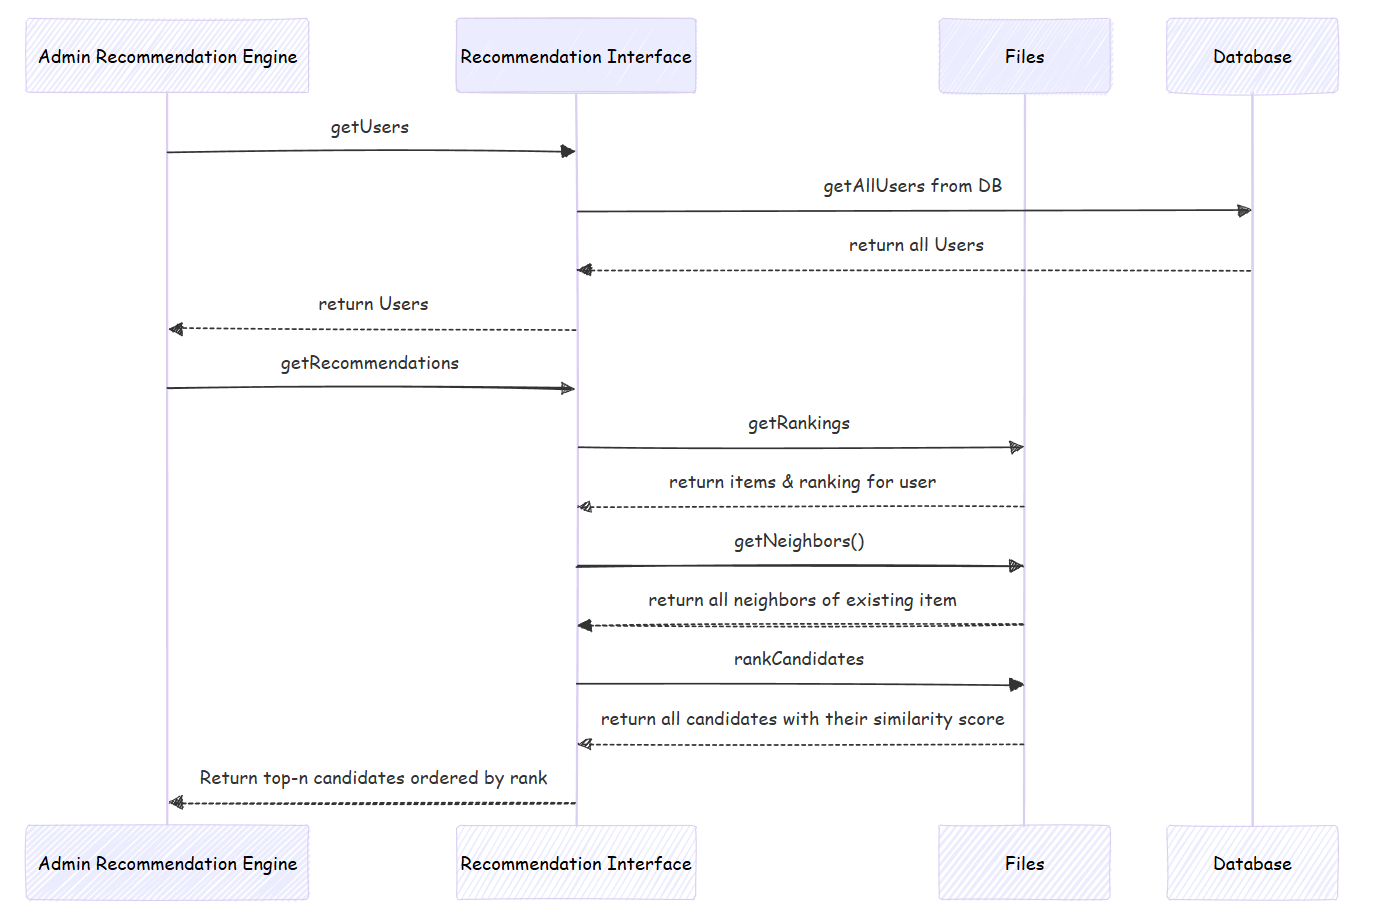 Admin Recommendation Engine
Recommendation Interface
Files
Database
getUsers
getAllUsers from DB
return all Users
return Users
getRecommendations
getRankings
return items & ranking for user
getNeighbors()
return all neighbors of existing item
rankCandidates
return all candidates with their similarity score
Return top-n candidates ordered by rank
Admin Recommendation Engine
Recommendation Interface
Files
Database